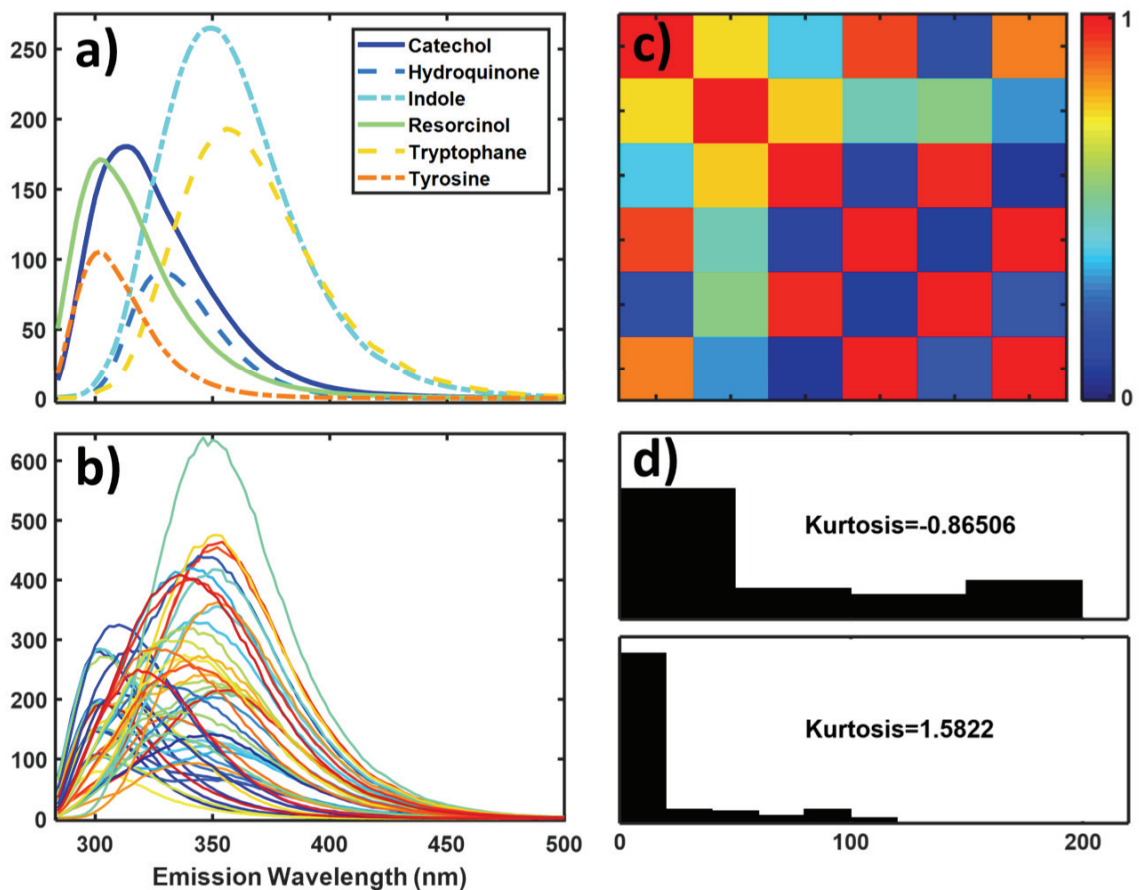 a)
250
200
150
100
50
0
Catechol
Hydroquinone
Indole
Resorcinol
Tryptophane
Tyrosine
c)
1
0
b)
600
500
400
300
200
100
0
300
350
400
450
500
Emission Wavelength (nm)
d)
Kurtosis=-0.86506
Kurtosis=1.5822
0
100
200